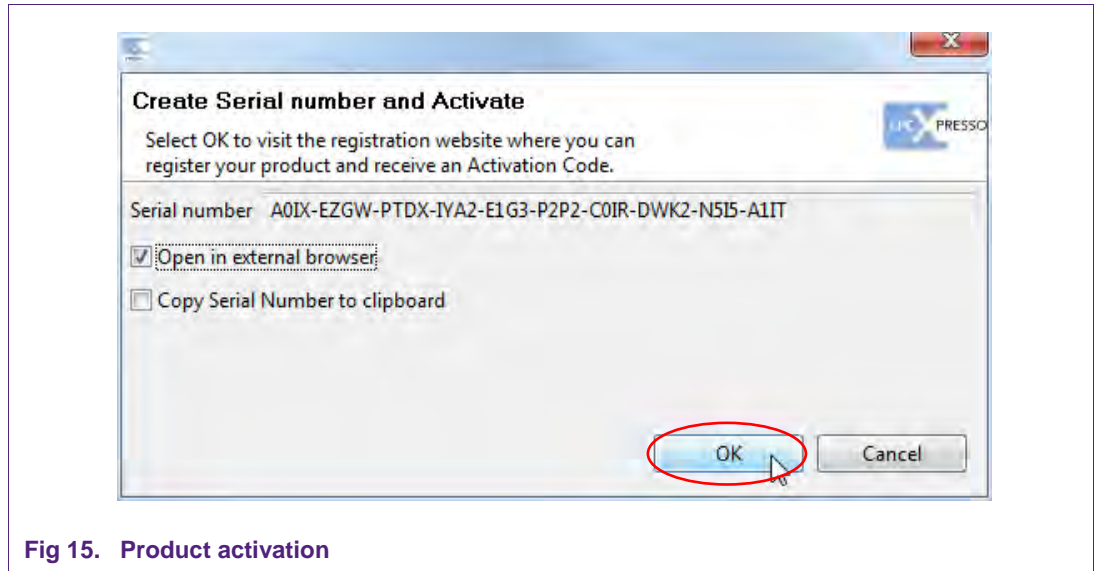 Create Serial number and Activate
Select OK to visit the registration website where you can
register your product and receive an Activation Code.
LPC XPRESSO
Serial number A0IX-EZGW-PTDX-IYA2-E1G3-P2P2-C0IR-DWK2-N5I5-A1IT
Open in external browser
Copy Serial Number to clipboard
OK Cancel
Fig 15. Product activation